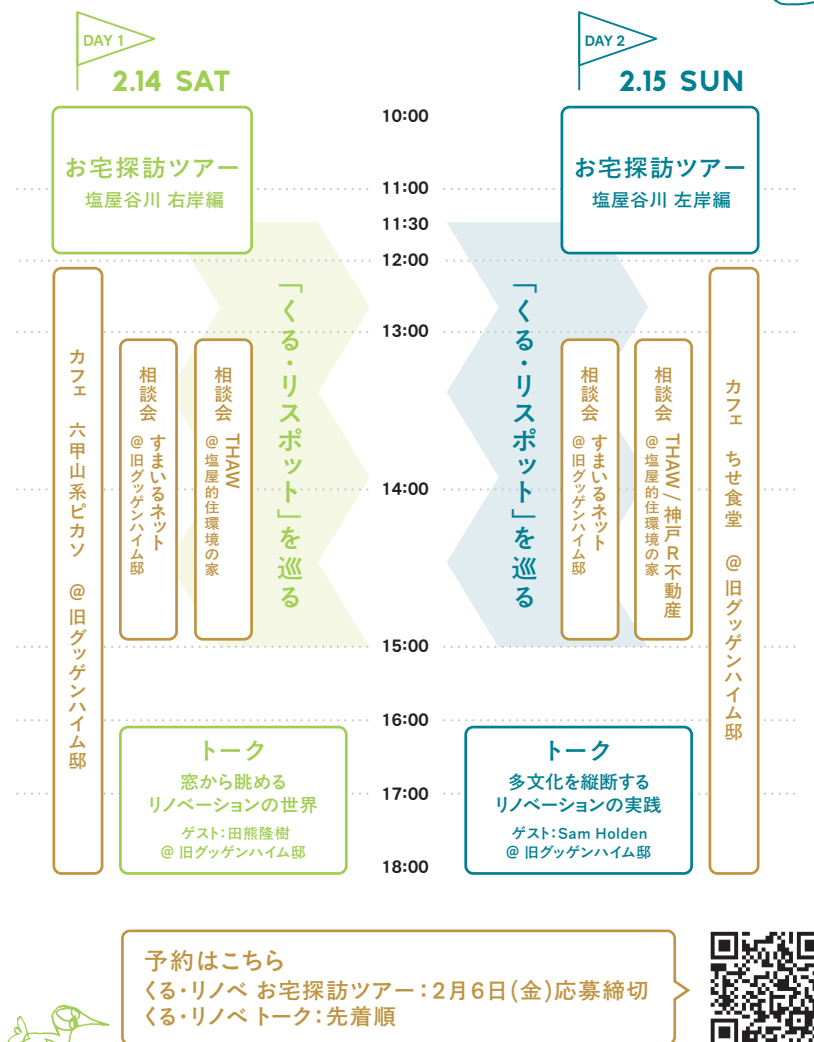 DAY 1
2.14 SAT
お宅探訪ツアー
塩屋谷川 右岸編
カフェ 六甲山系ピカソ @ 旧グッゲンハイム邸
相談会
すまいるネット
@ 旧グッゲンハイム邸
相談会
THAW
@ 塩屋的住環境の家
「くる・リスポット」を巡る
トーク
窓から眺める
リノベーションの世界
ゲスト:田熊隆樹
@ 旧グッゲンハイム邸
10:00
11:00
11:30
12:00
13:00
14:00
15:00
16:00
17:00
18:00
DAY 2
2.15 SUN
お宅探訪ツアー
塩屋谷川 左岸編
「くる・リスポット」を巡る
相談会
すまいるネット
@ 旧グッゲンハイム邸
相談会
THAW / 神戸R不動産
@ 塩屋的住環境の家
カフェ ちせ食堂 @ 旧グッゲンハイム邸
トーク
多文化を縦断する
リノベーションの実践
ゲスト:Sam Holden
@ 旧グッゲンハイム邸
予約はこちら
くる・リノベ お宅探訪ツアー:2月6日(金)応募締切
くる・リノベ トーク:先着順